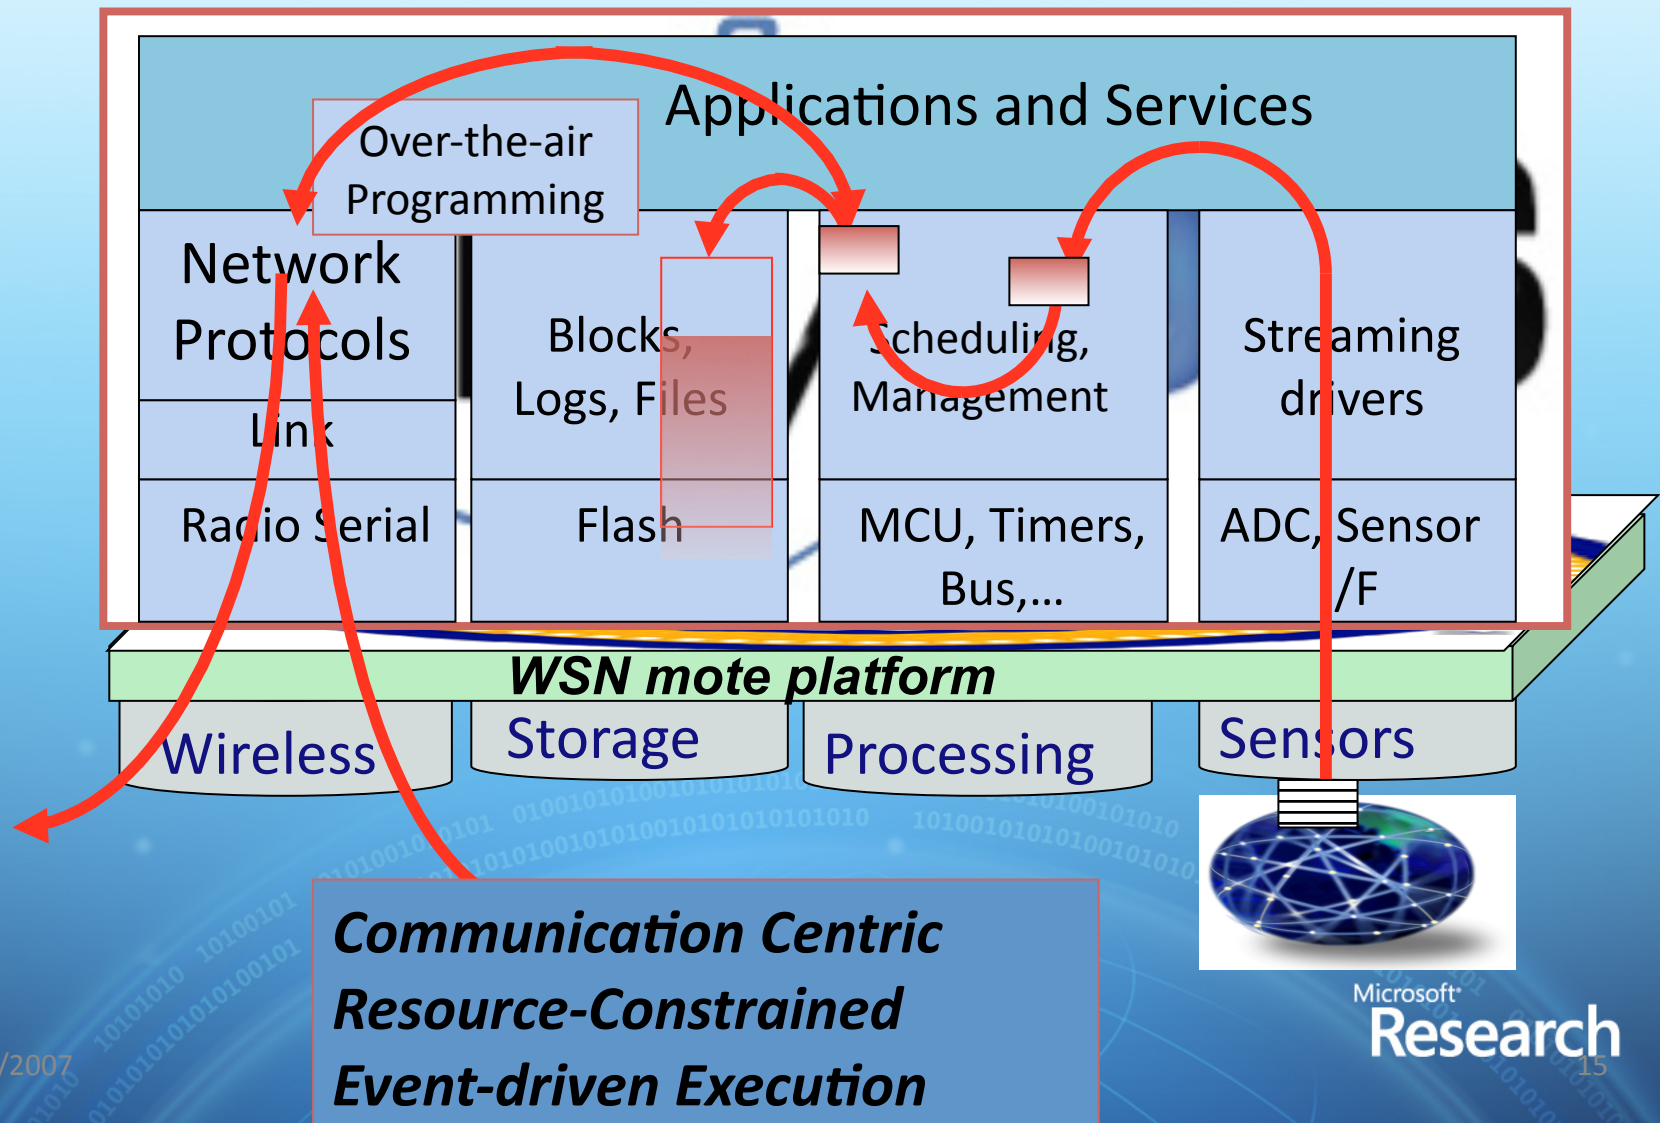 Applications and Services
Over-the-air
Programming
Network
Protocols
Link
Radio Serial
Blocks,
Logs, Files
Flash
Scheduling,
Management
MCU, Timers,
Bus,...
Streaming
drivers
ADC, Sensor
/F
WSN mote platform
Wireless
Storage
Processing
Sensors
Communication Centric
Resource-Constrained
Event-driven Execution
Microsoft
Research
/2007
15